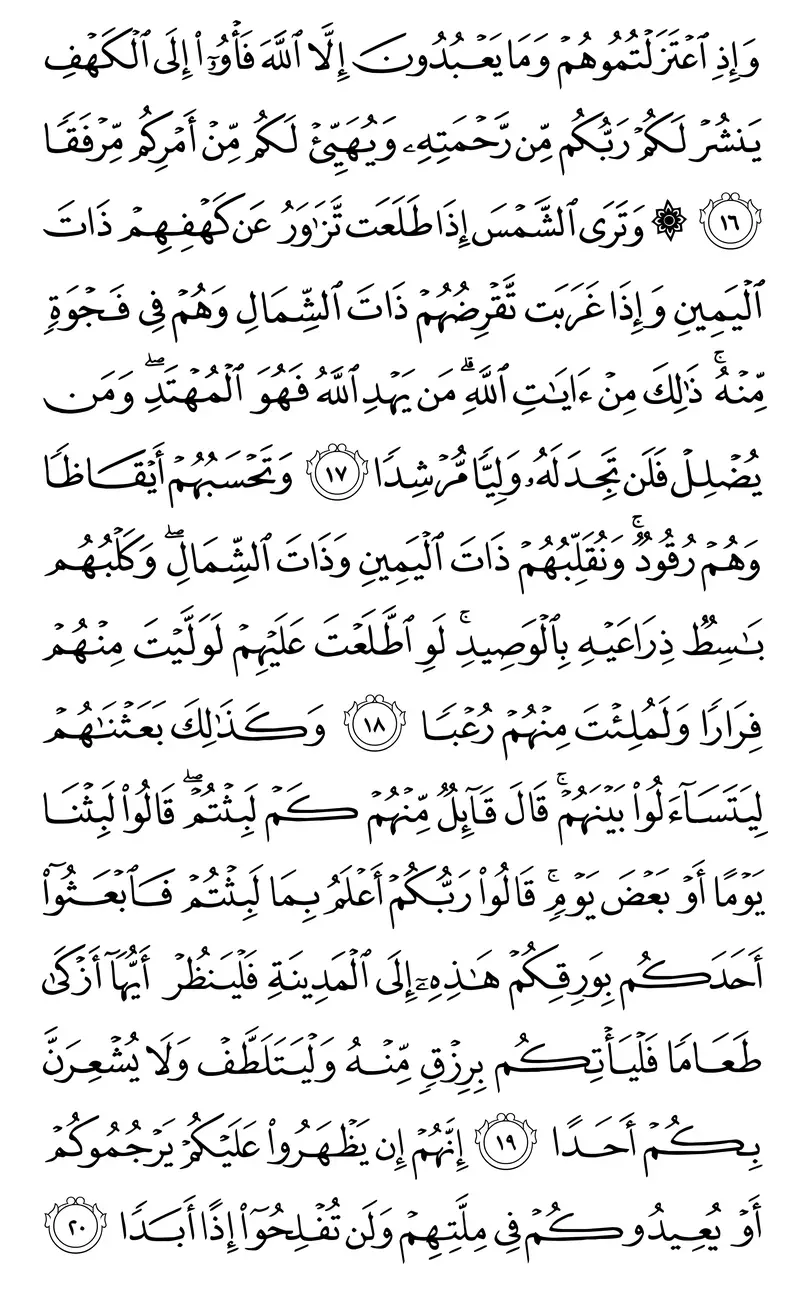 وَإِذِ ٱعۡتَزَلۡتُمُوهُمۡ وَمَا يَعۡبُدُونَ إِلَّا ٱللَّهَ فَأۡوُۥٓاْ إِلَى ٱلۡكَهۡفِ
يَنشُرۡ لَكُمۡ رَبُّكُم مِّن رَّحۡمَتِهِۦ وَيُهَيِّئۡ لَكُم مِّنۡ أَمۡرِكُم مِّرۡفَقٗا
١٦ ۞ وَتَرَى ٱلشَّمۡسَ إِذَا طَلَعَت تَّزَٰوَرُ عَن كَهۡفِهِمۡ ذَاتَ
ٱلۡيَمِينِ وَإِذَا غَرَبَت تَّقۡرِضُهُمۡ ذَاتَ ٱلشِّمَالِ وَهُمۡ فِي فَجۡوَةٖ
مِّنۡهُۚ ذَٰلِكَ مِنۡ ءَايَٰتِ ٱللَّهِۗ مَن يَهۡدِ ٱللَّهُ فَهُوَ ٱلۡمُهۡتَدِۖ وَمَن
يُضۡلِلۡ فَلَن تَجِدَ لَهُۥ وَلِيّٗا مُّرۡشِدٗا ١٧ وَتَحۡسَبُهُمۡ أَيۡقَاظٗا
وَهُمۡ رُقُودٞۚ وَنُقَلِّبُهُمۡ ذَاتَ ٱلۡيَمِينِ وَذَاتَ ٱلشِّمَالِۖ وَكَلۡبُهُم
بَٰسِطٞ ذِرَاعَيۡهِ بِٱلۡوَصِيدِۚ لَوِ ٱطَّلَعۡتَ عَلَيۡهِمۡ لَوَلَّيۡتَ مِنۡهُمۡ
فِرَارٗا وَلَمُلِئۡتَ مِنۡهُمۡ رُعۡبٗا ١٨ وَكَذَٰلِكَ بَعَثۡنَٰهُمۡ
لِيَتَسَآءَلُواْ بَيۡنَهُمۡۚ قَالَ قَآئِلٞ مِّنۡهُمۡ كَمۡ لَبِثۡتُمۡۖ قَالُواْ لَبِثۡنَا
يَوۡمًا أَوۡ بَعۡضَ يَوۡمٖۚ قَالُواْ رَبُّكُمۡ أَعۡلَمُ بِمَا لَبِثۡتُمۡ فَٱبۡعَثُوٓاْ
أَحَدَكُم بِوَرِقِكُمۡ هَٰذِهِۦٓ إِلَى ٱلۡمَدِينَةِ فَلۡيَنظُرۡ أَيُّهَآ أَزۡكَىٰ
طَعَامٗا فَلۡيَأۡتِكُم بِرِزۡقٖ مِّنۡهُ وَلۡيَتَلَطَّفۡ وَلَا يُشۡعِرَنَّ
بِكُمۡ أَحَدًا ١٩ إِنَّهُمۡ إِن يَظۡهَرُواْ عَلَيۡكُمۡ يَرۡجُمُوكُمۡ
أَوۡ يُعِيدُوكُمۡ فِي مِلَّتِهِمۡ وَلَن تُفۡلِحُوٓاْ إِذًا أَبَدٗا ٢٠